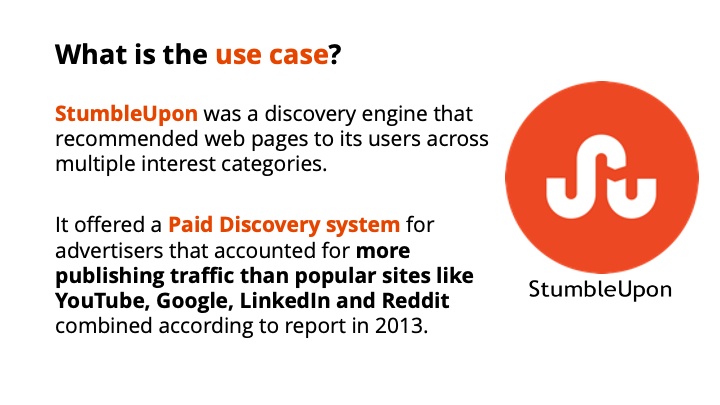 What is the use case?
StumbleUpon was a discovery engine that
recommended web pages to its users across
multiple interest categories.
It offered a Paid Discovery system for
advertisers that accounted for more
publishing traffic than popular sites like
YouTube, Google, LinkedIn and Reddit
combined according to report in 2013.
StumbleUpon